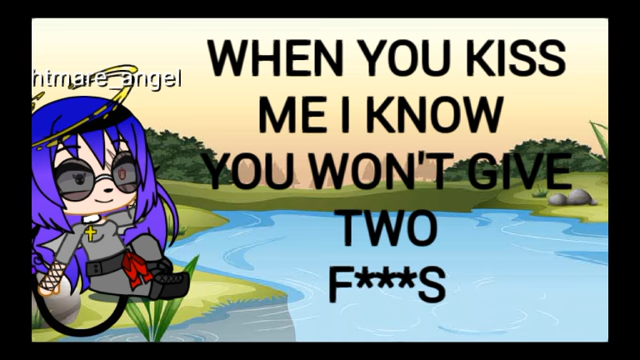 htmare_angel
WHEN YOU KISS
ME I KNOW
YOU WON'T GIVE
TWO
F***S